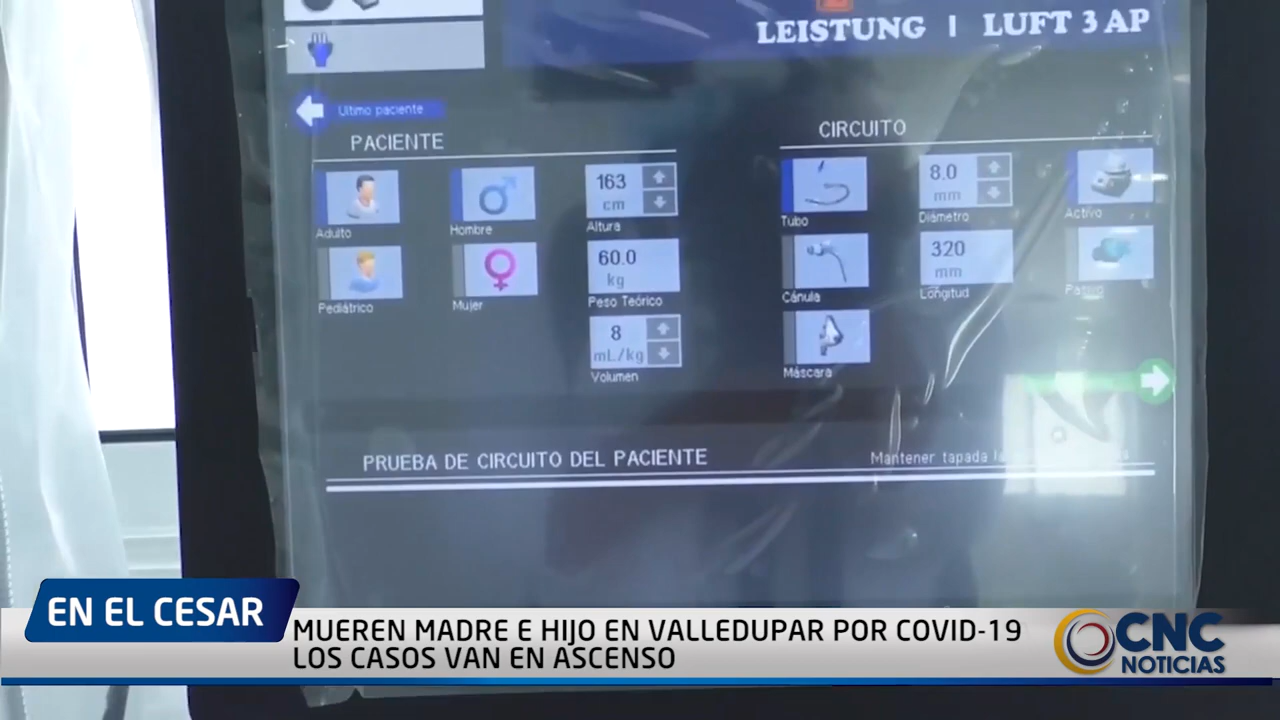 LEISTUNG | LUFT 3 AP
Ultimo paciente
PACIENTE
CIRCUITO
Adulto
Hombre
163
cm
Altura
Tubo
8.0
mm
Diámetro
Activo
Pediátrico
Mujer
60.0
kg
Peso Teórico
Cánula
320
mm
Longitud
Pasivo
8
mL/kg
Volumen
Máscara
PRUEBA DE CIRCUITO DEL PACIENTE
Mantener tapada
EN EL CESAR
MUEREN MADRE E HIJO EN VALLEDUPAR POR COVID-19
LOS CASOS VAN EN ASCENSO
CNC
NOTICIAS